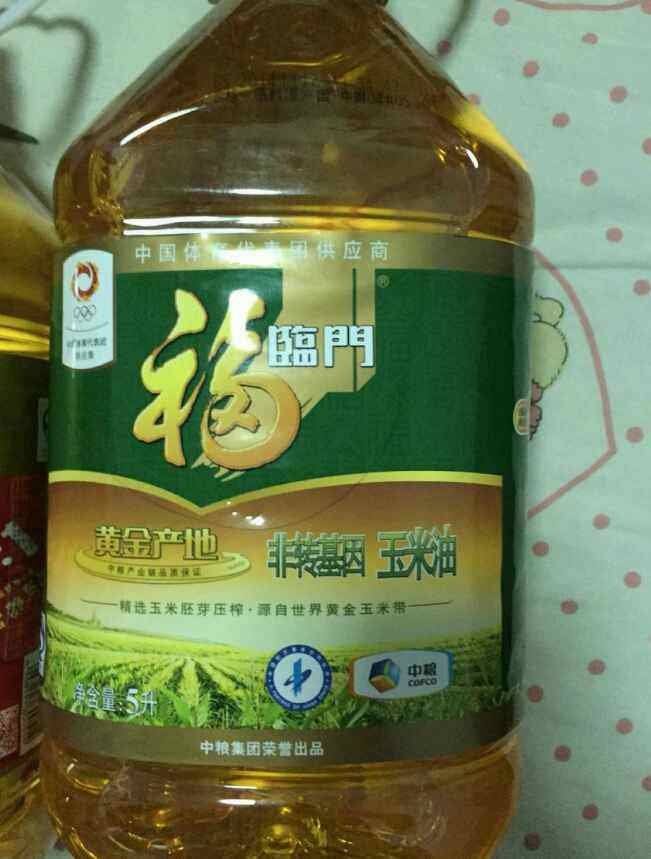 中国体育代表团供应商
福臨門
®
黄金产地
中粮产业链品质保证
非转基因 玉米油
精选玉米胚芽压榨·源自世界黄金玉米带
净含量:5升
中粮
COFCO
中粮集团荣誉出品